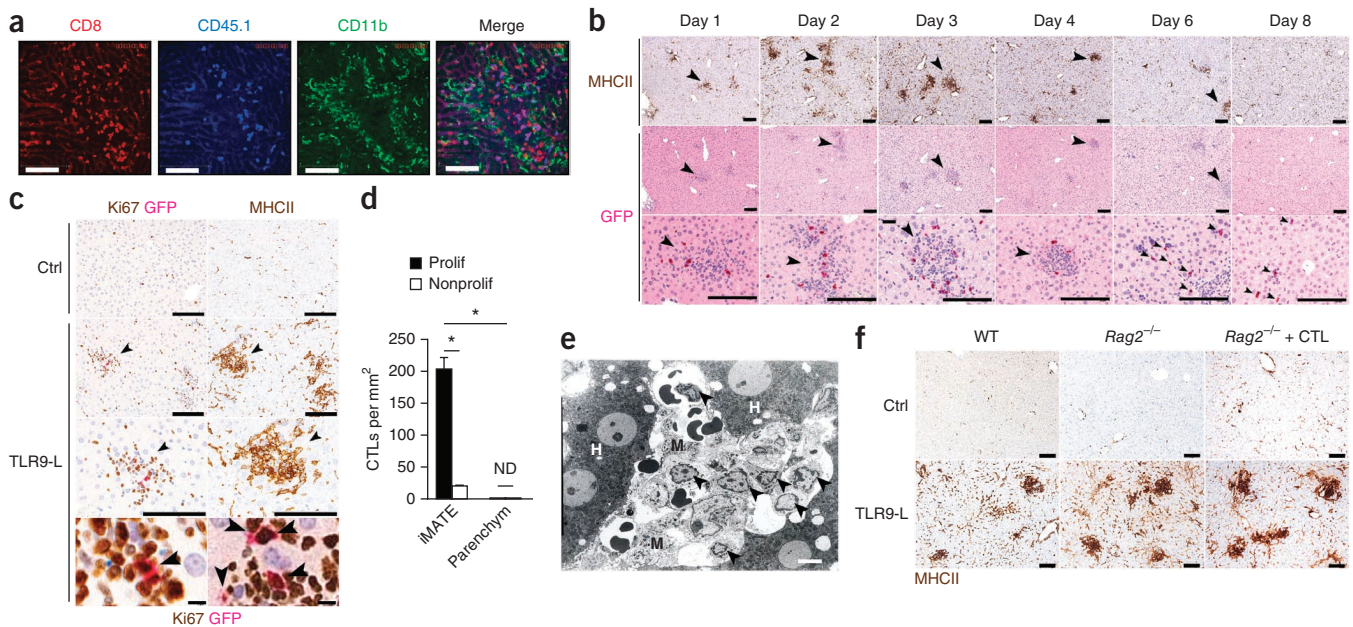 a
CD8 CD45.1 CD11b Merge
b
Day 1 Day 2 Day 3 Day 4 Day 6 Day 8
MHCII
GFP
c
Ki67 GFP MHCII
Ctrl
TLR9-L
Ki67 GFP
d
Prolif
Nonprolif
*
*
CTLs per mm²
250
200
150
100
50
0
ND
iMATE
Parenchym
e
H
H
H
M
M
f
WT Rag2−/− Rag2−/− + CTL
Ctrl
TLR9-L
MHCII